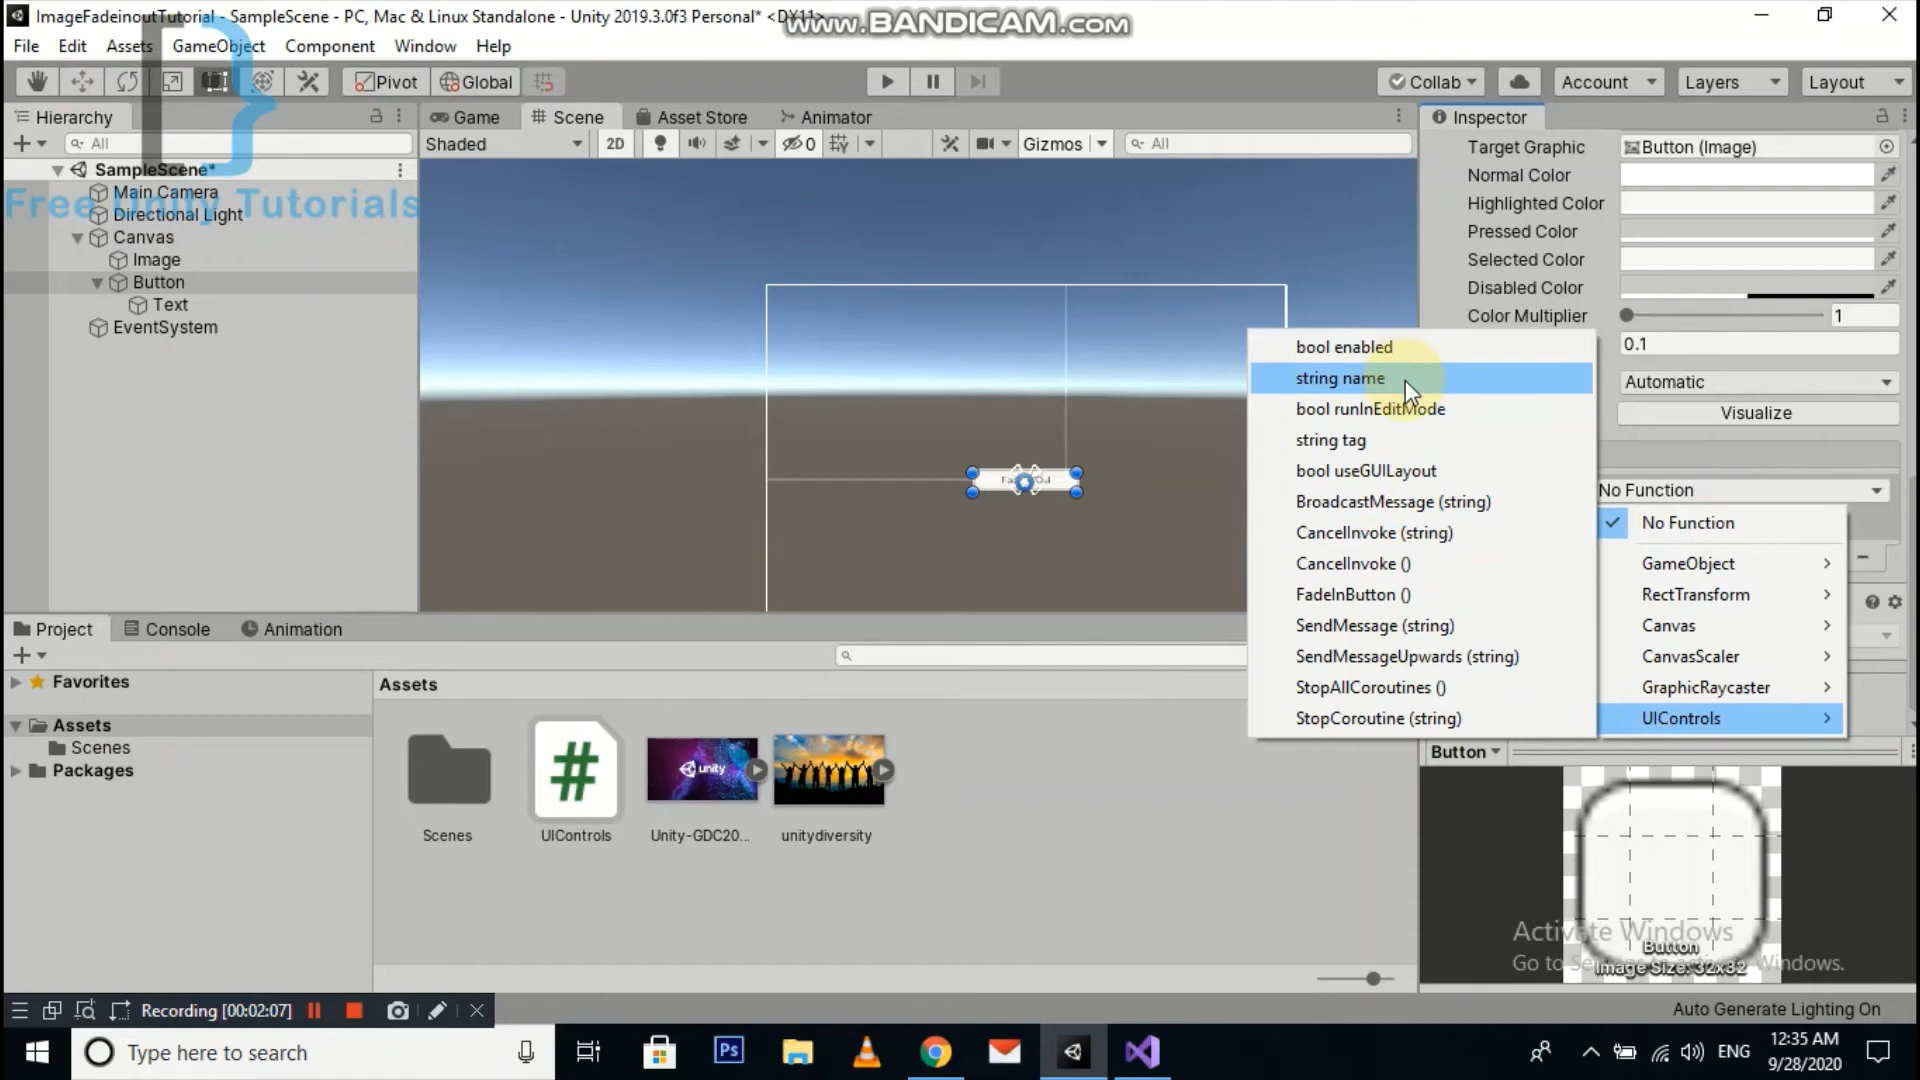 ImageFadeinoutTutorial - SampleScene - PC, Mac & Linux Standalone - Unity 2019.3.0f3 Personal* <DX11>
www.BANDICAM.com
File Edit Assets GameObject Component Window Help
Pivot Global Collab Account Layers Layout
Hierarchy Game Scene Asset Store Animator Inspector
All Shaded 2D 0 Gizmos All
SampleScene*
Main Camera
Free Unity Tutorials
Directional Light
Canvas
Image
Button
Text
EventSystem
Target Graphic Button (Image)
Normal Color
Highlighted Color
Pressed Color
Selected Color
Disabled Color
Color Multiplier 1
0.1
Automatic
Visualize
No Function
bool enabled
string name
bool runInEditMode
string tag
bool useGUILayout
BroadcastMessage (string)
CancelInvoke (string)
CancelInvoke ()
FadeInButton ()
SendMessage (string)
SendMessageUpwards (string)
StopAllCoroutines ()
StopCoroutine (string)
No Function
GameObject
RectTransform
Canvas
CanvasScaler
GraphicRaycaster
UIControls
Project Console Animation
Favorites
Assets
Scenes
Packages
Assets
Scenes UIControls Unity-GDC20... unitydiversity
unity
Button
Button
Image Size: 32x32
Activate Windows
Go to Settings to activate Windows.
Auto Generate Lighting On
Recording [00:02:07]
Type here to search
Ps
ENG
12:35 AM
9/28/2020